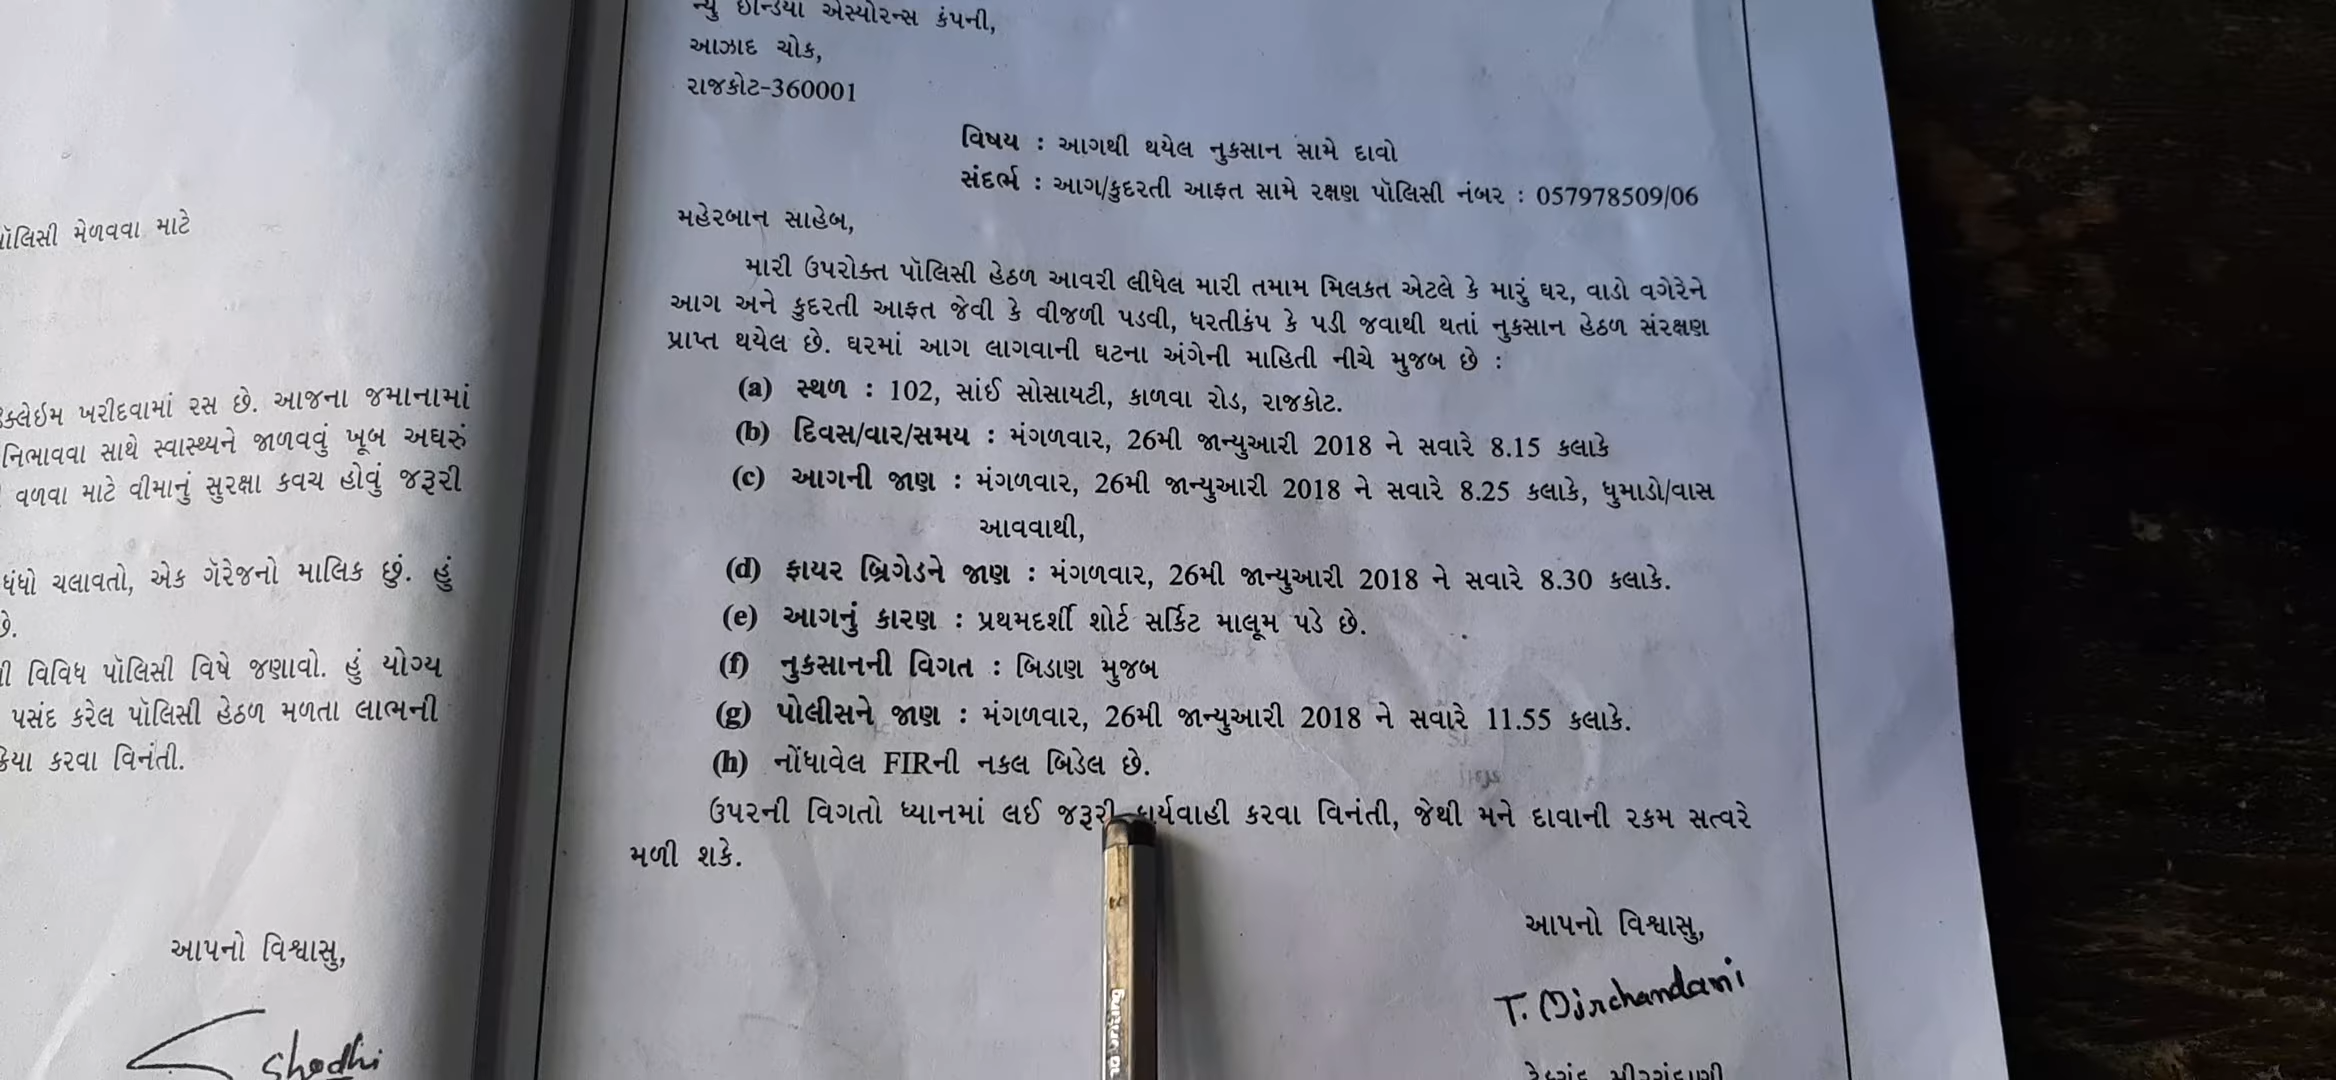 પૉલિસી મેળવવા માટે
ખરીદવામાં રસ છે. આજના જમાનામાં
નિભાવવા સાથે સ્વાસ્થ્યને જાળવવું ખૂબ અઘરું
વળવા માટે વીમાનું સુરક્ષા કવચ હોવું જરૂરી
ધંધો ચલાવતો, એક ગૅરેજનો માલિક છું. હું
છે.
વિવિધ પૉલિસી વિષે જણાવો. હું યોગ્ય
પસંદ કરેલ પૉલિસી હેઠળ મળતા લાભની
કરવા વિનંતી.
આપનો વિશ્વાસુ,
ન્યુ ઇન્ડિયા એસ્યોરન્સ કંપની,
આઝાદ ચોક,
રાજકોટ-360001
વિષય : આગથી થયેલ નુકસાન સામે દાવો
સંદર્ભ : આગ/કુદરતી આફત સામે રક્ષણ પૉલિસી નંબર : 057978509/06
મહેરબાન સાહેબ,
મારી ઉપરોક્ત પૉલિસી હેઠળ આવરી લીધેલ મારી તમામ મિલકત એટલે કે મારું ઘર, વાડો વગેરેને
આગ અને કુદરતી આફત જેવી કે વીજળી પડવી, ધરતીકંપ કે પડી જવાથી થતાં નુકસાન હેઠળ સંરક્ષણ
પ્રાપ્ત થયેલ છે. ઘરમાં આગ લાગવાની ઘટના અંગેની માહિતી નીચે મુજબ છે :
(a) સ્થળ : 102, સાંઈ સોસાયટી, કાળવા રોડ, રાજકોટ.
(b) દિવસ/વાર/સમય : મંગળવાર, 26મી જાન્યુઆરી 2018 ને સવારે 8.15 કલાકે
(c) આગની જાણ : મંગળવાર, 26મી જાન્યુઆરી 2018 ને સવારે 8.25 કલાકે, ધુમાડો/વાસ
આવવાથી,
(d) ફાયર બ્રિગેડને જાણ : મંગળવાર, 26મી જાન્યુઆરી 2018 ને સવારે 8.30 કલાકે.
(e) આગનું કારણ : પ્રથમદર્શી શોર્ટ સર્કિટ માલૂમ પડે છે.
(f) નુકસાનની વિગત : બિડાણ મુજબ
(g) પોલીસને જાણ : મંગળવાર, 26મી જાન્યુઆરી 2018 ને સવારે 11.55 કલાકે.
(h) નોંધાવેલ FIRની નકલ બિડેલ છે.
ઉપરની વિગતો ધ્યાનમાં લઈ જરૂરી કાર્યવાહી કરવા વિનંતી, જેથી મને દાવાની રકમ સત્વરે
મળી શકે.
આપનો વિશ્વાસુ,
T. Mirchandani